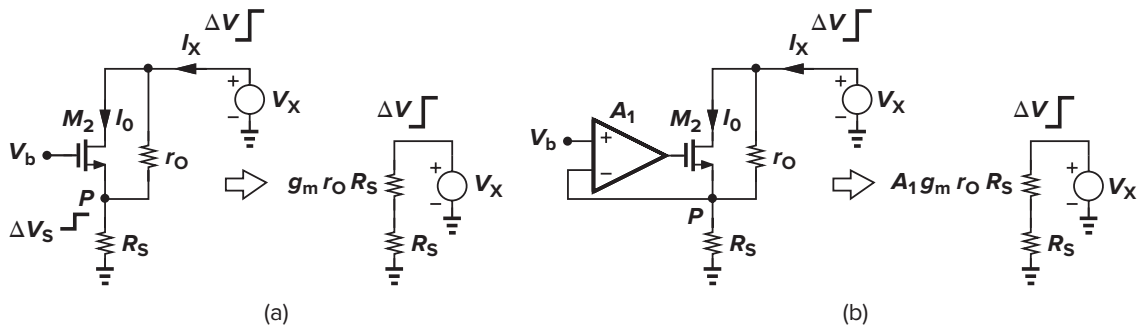 ΔV
I_X
M_2
I_0
V_X
V_b
r_O
P
ΔV_S
R_S
g_m r_O R_S
ΔV
V_X
R_S
(a)
ΔV
I_X
A_1
M_2
I_0
V_X
V_b
r_O
P
R_S
A_1 g_m r_O R_S
ΔV
V_X
R_S
(b)